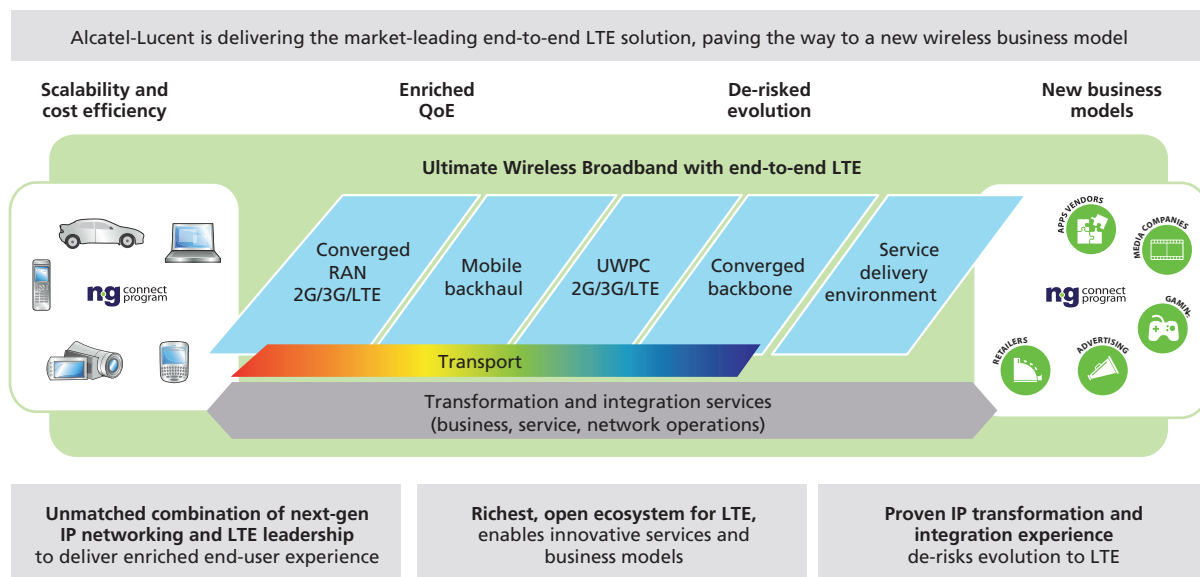 Alcatel-Lucent is delivering the market-leading end-to-end LTE solution, paving the way to a new wireless business model
Scalability and
cost efficiency
Enriched
QoE
De-risked
evolution
New business
models
Ultimate Wireless Broadband with end-to-end LTE
ng connect
program
Converged
RAN
2G/3G/LTE
Mobile
backhaul
UWPC
2G/3G/LTE
Converged
backbone
Service
delivery
environment
APPS VENDORS
MEDIA COMPANIES
ng connect
program
GAMIN
RETAILERS
ADVERTISING
Transport
Transformation and integration services
(business, service, network operations)
Unmatched combination of next-gen
IP networking and LTE leadership
to deliver enriched end-user experience
Richest, open ecosystem for LTE,
enables innovative services and
business models
Proven IP transformation and
integration experience
de-risks evolution to LTE